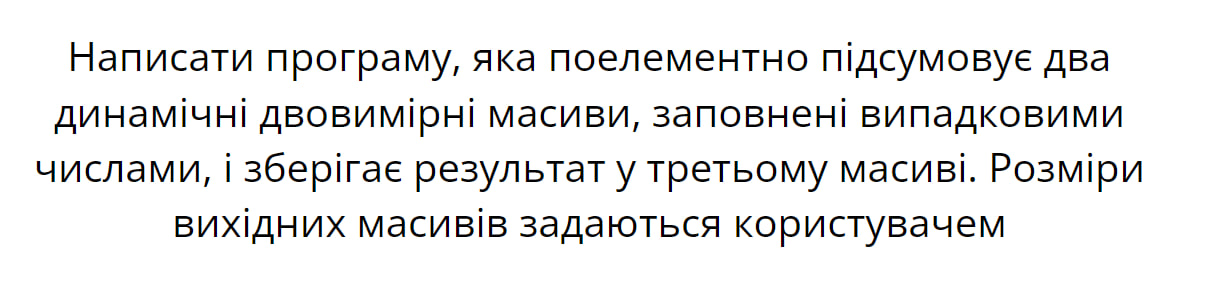 Написати програму, яка поелементно підсумовує два
динамічні двовимірні масиви, заповнені випадковими
числами, і зберігає результат у третьому масиві. Розміри
вихідних масивів задаються користувачем